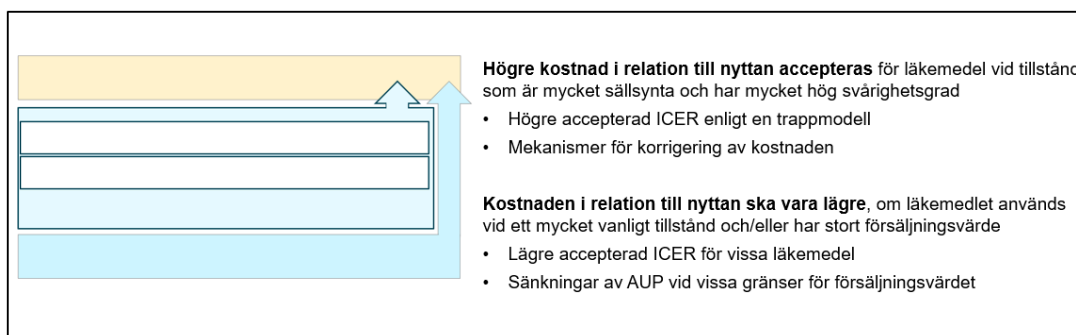 Högre kostnad i relation till nyttan accepteras för läkemedel vid tillstånd
som är mycket sällsynta och har mycket hög svårighetsgrad
• Högre accepterad ICER enligt en trappmodell
• Mekanismer för korrigering av kostnaden
Kostnaden i relation till nyttan ska vara lägre, om läkemedlet används
vid ett mycket vanligt tillstånd och/eller har stort försäljningsvärde
• Lägre accepterad ICER för vissa läkemedel
• Sänkningar av AUP vid vissa gränser för försäljningsvärdet